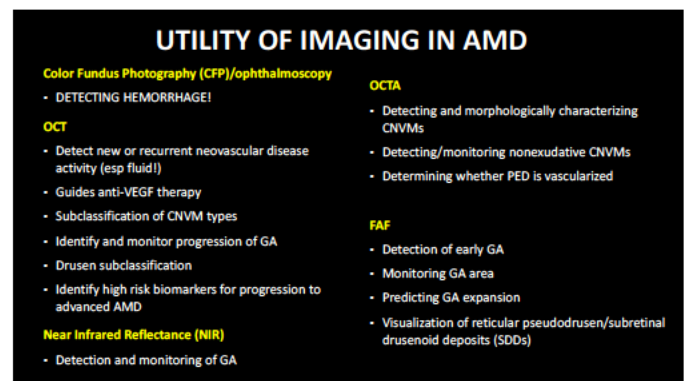 UTILITY OF IMAGING IN AMD
Color Fundus Photography (CFP)/ophthalmoscopy
• DETECTING HEMORRHAGE!
OCT
• Detect new or recurrent neovascular disease
activity (esp fluid!)
• Guides anti-VEGF therapy
• Subclassification of CNVM types
• Identify and monitor progression of GA
• Drusen subclassification
• Identify high risk biomarkers for progression to
advanced AMD
Near Infrared Reflectance (NIR)
• Detection and monitoring of GA
OCTA
• Detecting and morphologically characterizing
CNVMs
• Detecting/monitoring nonexudative CNVMs
• Determining whether PED is vascularized
FAF
• Detection of early GA
• Monitoring GA area
• Predicting GA expansion
• Visualization of reticular pseudodrusen/subretinal
drusenoid deposits (SDDs)